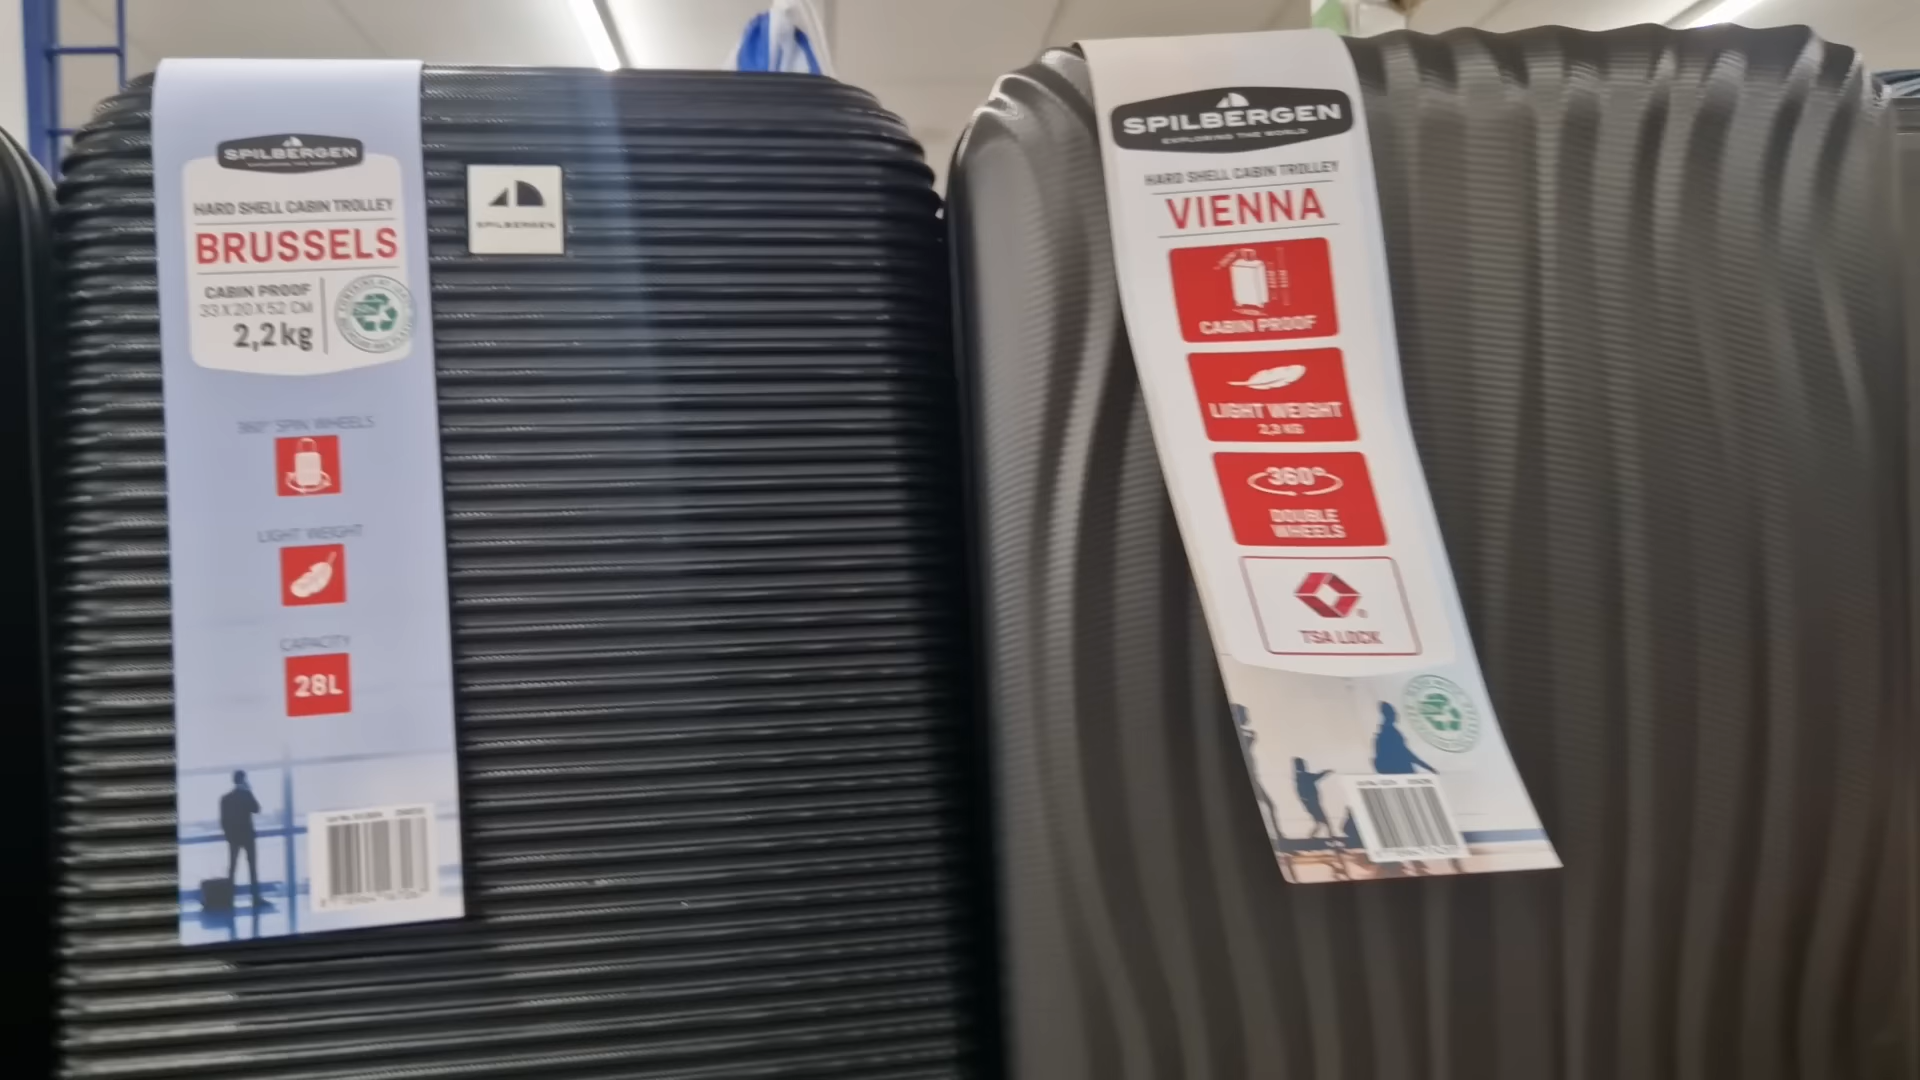 SPILBERGEN
HARD SHELL CABIN TROLLEY
BRUSSELS
CABIN PROOF
33 X 20 X 52 CM
2,2 kg
360° SPIN WHEELS
LIGHT WEIGHT
CAPACITY
28L
SPILBERGEN
SPILBERGEN
EXPLORING THE WORLD
HARD SHELL CABIN TROLLEY
VIENNA
CABIN PROOF
LIGHT WEIGHT
360°
DOUBLE
WHEELS
TSA LOCK